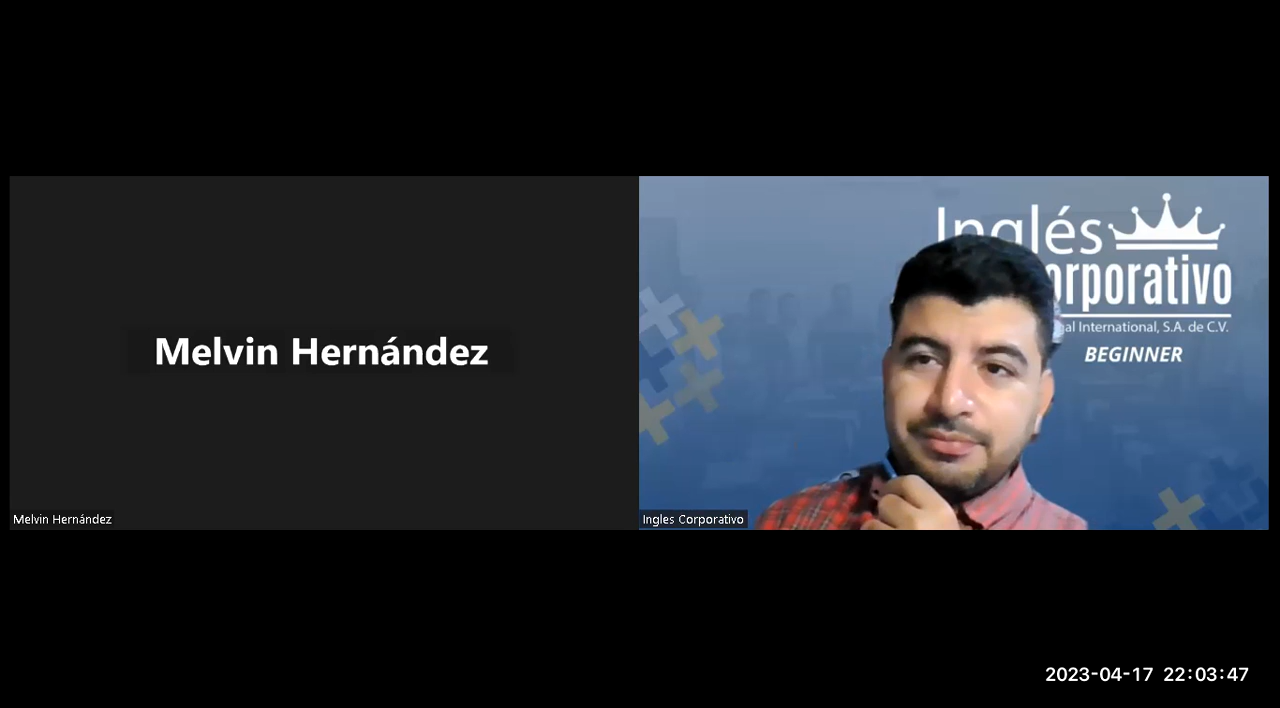 Melvin Hernández
Melvin Hernández
Inglés
orporativo
al International, S.A. de C.V.
BEGINNER
Ingles Corporativo
2023-04-17 22:03:47